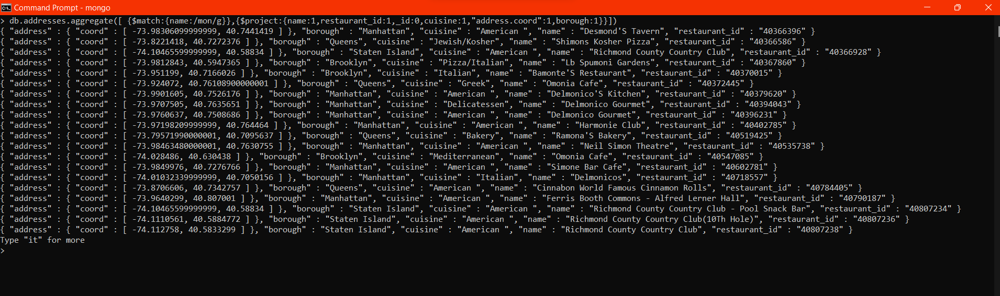 Command Prompt - mongo
> db.addresses.aggregate([ {$match:{name:/mon/g}},{$project:{name:1,restaurant_id:1,_id:0,cuisine:1,"address.coord":1,borough:1}}])
{ "address" : { "coord" : [ -73.98306099999999, 40.7441419 ] }, "borough" : "Manhattan", "cuisine" : "American ", "name" : "Desmond'S Tavern", "restaurant_id" : "40366396" }
{ "address" : { "coord" : [ -73.8221418, 40.7272376 ] }, "borough" : "Queens", "cuisine" : "Jewish/Kosher", "name" : "Shimons Kosher Pizza", "restaurant_id" : "40366586" }
{ "address" : { "coord" : [ -74.10465599999999, 40.58834 ] }, "borough" : "Staten Island", "cuisine" : "American ", "name" : "Richmond County Country Club", "restaurant_id" : "40366928" }
{ "address" : { "coord" : [ -73.9812843, 40.5947365 ] }, "borough" : "Brooklyn", "cuisine" : "Pizza/Italian", "name" : "Lb Spumoni Gardens", "restaurant_id" : "40367860" }
{ "address" : { "coord" : [ -73.951199, 40.7166026 ] }, "borough" : "Brooklyn", "cuisine" : "Italian", "name" : "Bamonte'S Restaurant", "restaurant_id" : "40370015" }
{ "address" : { "coord" : [ -73.924072, 40.76108900000001 ] }, "borough" : "Queens", "cuisine" : "Greek", "name" : "Omonia Cafe", "restaurant_id" : "40372445" }
{ "address" : { "coord" : [ -73.9901605, 40.7526176 ] }, "borough" : "Manhattan", "cuisine" : "American ", "name" : "Delmonico'S Kitchen", "restaurant_id" : "40379620" }
{ "address" : { "coord" : [ -73.9707505, 40.7635651 ] }, "borough" : "Manhattan", "cuisine" : "Delicatessen", "name" : "Delmonico Gourmet", "restaurant_id" : "40394043" }
{ "address" : { "coord" : [ -73.9760637, 40.7508686 ] }, "borough" : "Manhattan", "cuisine" : "American ", "name" : "Delmonico Gourmet", "restaurant_id" : "40396231" }
{ "address" : { "coord" : [ -73.97198209999999, 40.764464 ] }, "borough" : "Manhattan", "cuisine" : "American ", "name" : "Harmonie Club", "restaurant_id" : "40402785" }
{ "address" : { "coord" : [ -73.79571990000001, 40.7095637 ] }, "borough" : "Queens", "cuisine" : "Bakery", "name" : "Ramona'S Bakery", "restaurant_id" : "40519425" }
{ "address" : { "coord" : [ -73.98463480000001, 40.7630755 ] }, "borough" : "Manhattan", "cuisine" : "American ", "name" : "Neil Simon Theatre", "restaurant_id" : "40535738" }
{ "address" : { "coord" : [ -74.028486, 40.630438 ] }, "borough" : "Brooklyn", "cuisine" : "Mediterranean", "name" : "Omonia Cafe", "restaurant_id" : "40547085" }
{ "address" : { "coord" : [ -73.9849976, 40.7276766 ] }, "borough" : "Manhattan", "cuisine" : "American ", "name" : "Simone Bar Cafe", "restaurant_id" : "40602781" }
{ "address" : { "coord" : [ -74.01032339999999, 40.7050156 ] }, "borough" : "Manhattan", "cuisine" : "Italian", "name" : "Delmonicos", "restaurant_id" : "40718557" }
{ "address" : { "coord" : [ -73.8706606, 40.7342757 ] }, "borough" : "Queens", "cuisine" : "American ", "name" : "Cinnabon World Famous Cinnamon Rolls", "restaurant_id" : "40784405" }
{ "address" : { "coord" : [ -73.9640299, 40.807001 ] }, "borough" : "Manhattan", "cuisine" : "American ", "name" : "Ferris Booth Commons - Alfred Lerner Hall", "restaurant_id" : "40790187" }
{ "address" : { "coord" : [ -74.10465599999999, 40.58834 ] }, "borough" : "Staten Island", "cuisine" : "American ", "name" : "Richmond County Country Club - Pool Snack Bar", "restaurant_id" : "40807234" }
{ "address" : { "coord" : [ -74.1110561, 40.5884772 ] }, "borough" : "Staten Island", "cuisine" : "American ", "name" : "Richmond County Country Club(10Th Hole)", "restaurant_id" : "40807236" }
{ "address" : { "coord" : [ -74.112758, 40.5833299 ] }, "borough" : "Staten Island", "cuisine" : "American ", "name" : "Richmond County Country Club", "restaurant_id" : "40807238" }
Type "it" for more
>